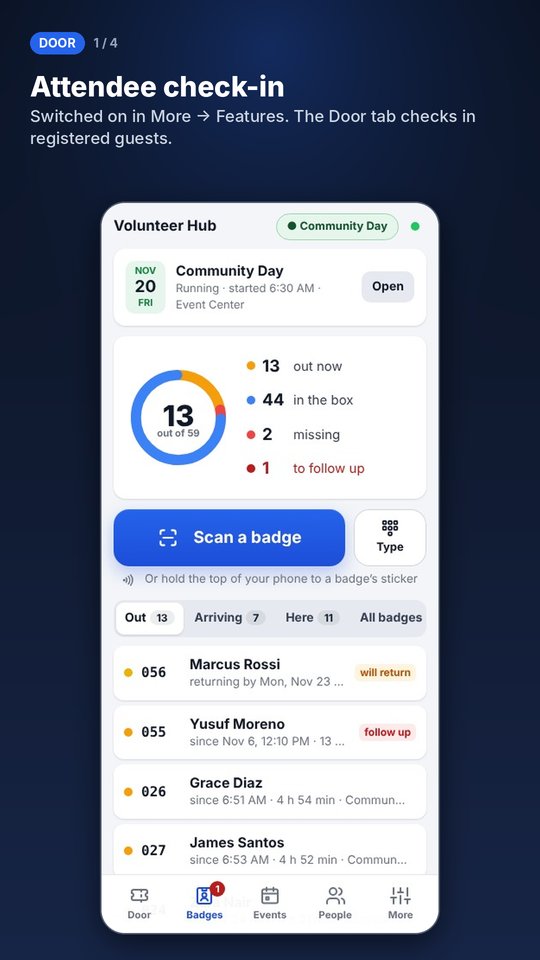 DOOR 1 / 4
Attendee check-in
Switched on in More → Features. The Door tab checks in
registered guests.
Volunteer Hub
Community Day
NOV
20
FRI
Community Day
Running · started 6:30 AM ·
Event Center
Open
13
out of 59
13 out now
44 in the box
2 missing
1 to follow up
Scan a badge
Type
Or hold the top of your phone to a badge’s sticker
Out 13
Arriving 7
Here 11
All badges
056
Marcus Rossi
returning by Mon, Nov 23 ...
will return
055
Yusuf Moreno
since Nov 6, 12:10 PM · 13 ...
follow up
026
Grace Diaz
since 6:51 AM · 4 h 54 min · Commun...
027
James Santos
since 6:53 AM · 4 h 52 min · Commun...
1
Door
Badges
Events
People
More